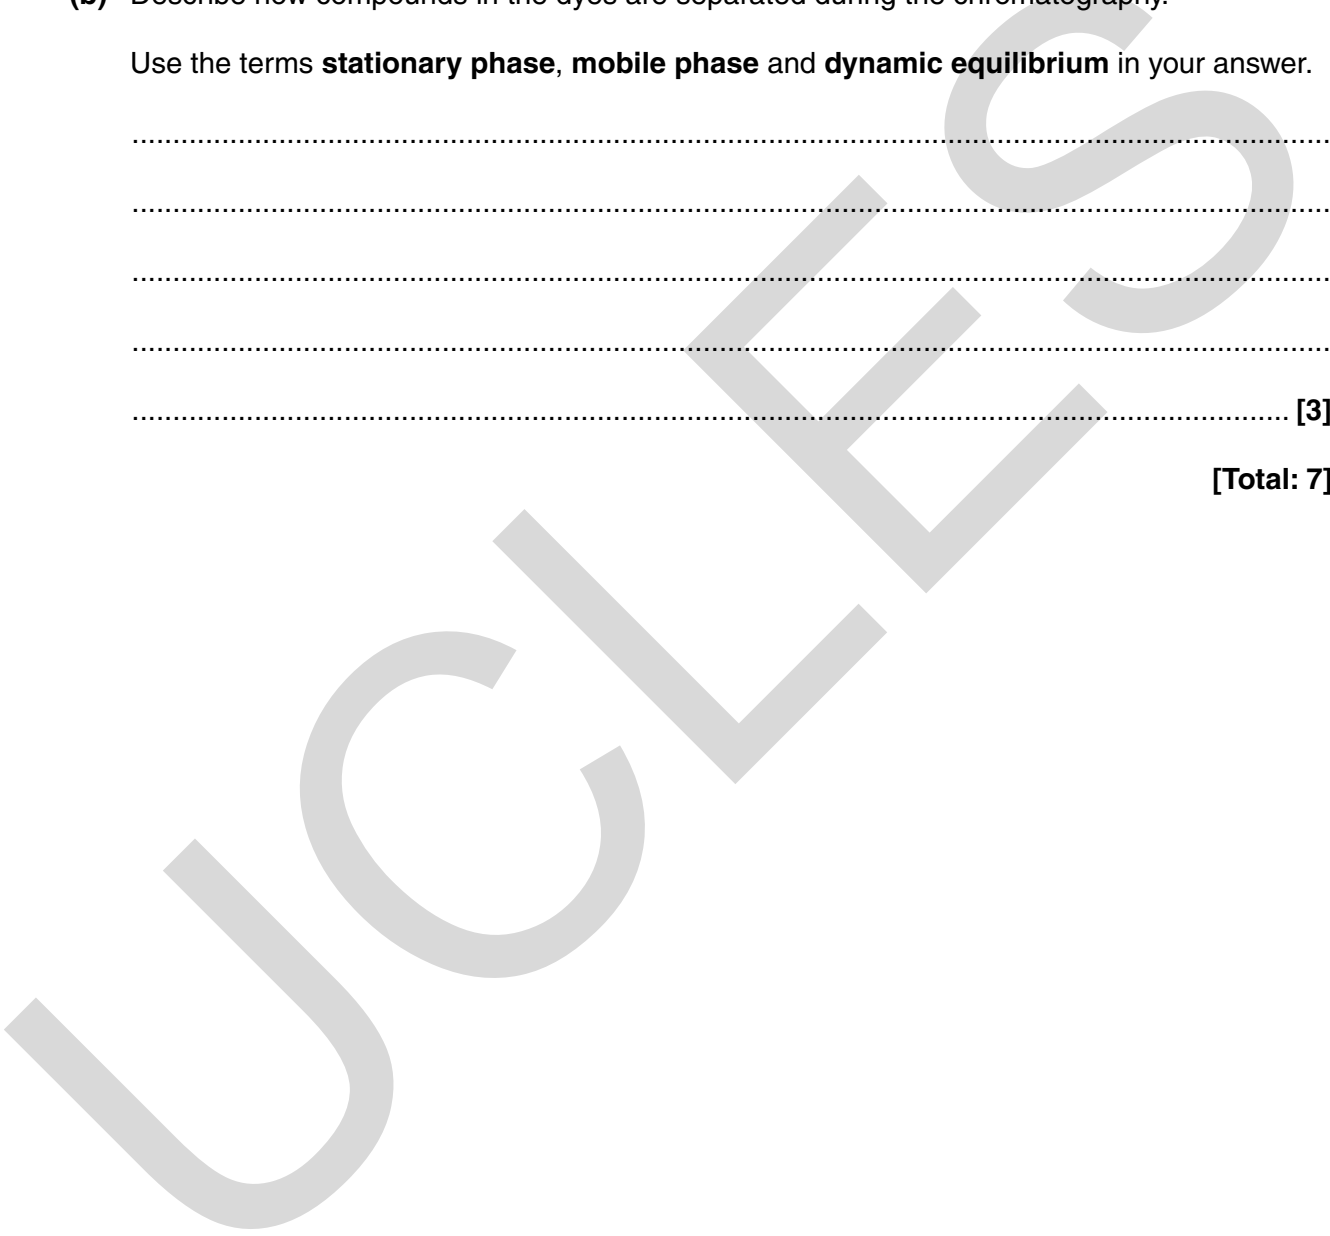 (b) Describe how compounds in the dyes are separated during the chromatography.
Use the terms stationary phase, mobile phase and dynamic equilibrium in your answer.
[3]
[Total: 7]
UCLES